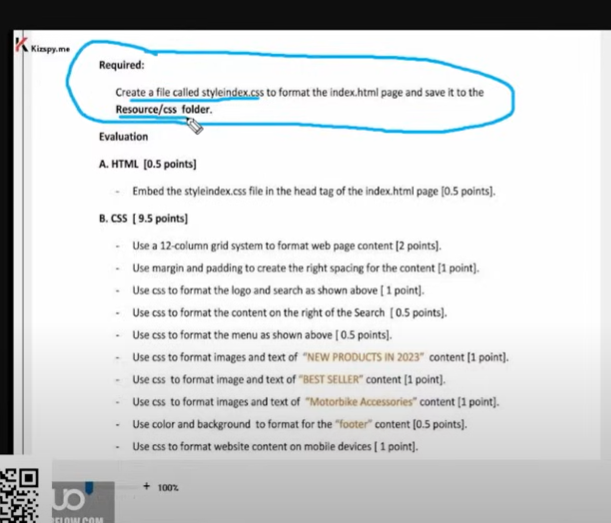 Kizspy.me
Required:
Create a file called styleindex.css to format the index.html page and save it to the
Resource/css folder.
Evaluation
A. HTML [0.5 points]
- Embed the styleindex.css file in the head tag of the index.html page [0.5 points].
B. CSS [ 9.5 points]
- Use a 12-column grid system to format web page content [2 points].
- Use margin and padding to create the right spacing for the content [1 point].
- Use css to format the logo and search as shown above [ 1 point].
- Use css to format the content on the right of the Search [ 0.5 points].
- Use css to format the menu as shown above [ 0.5 points].
- Use css to format images and text of "NEW PRODUCTS IN 2023" content [1 point].
- Use css to format image and text of "BEST SELLER" content [1 point].
- Use css to format images and text of "Motorbike Accessories" content [1 point].
- Use color and background to format for the "footer" content [0.5 points].
- Use css to format website content on mobile devices [ 1 point].
+ 100%
UO
FLOW.COM